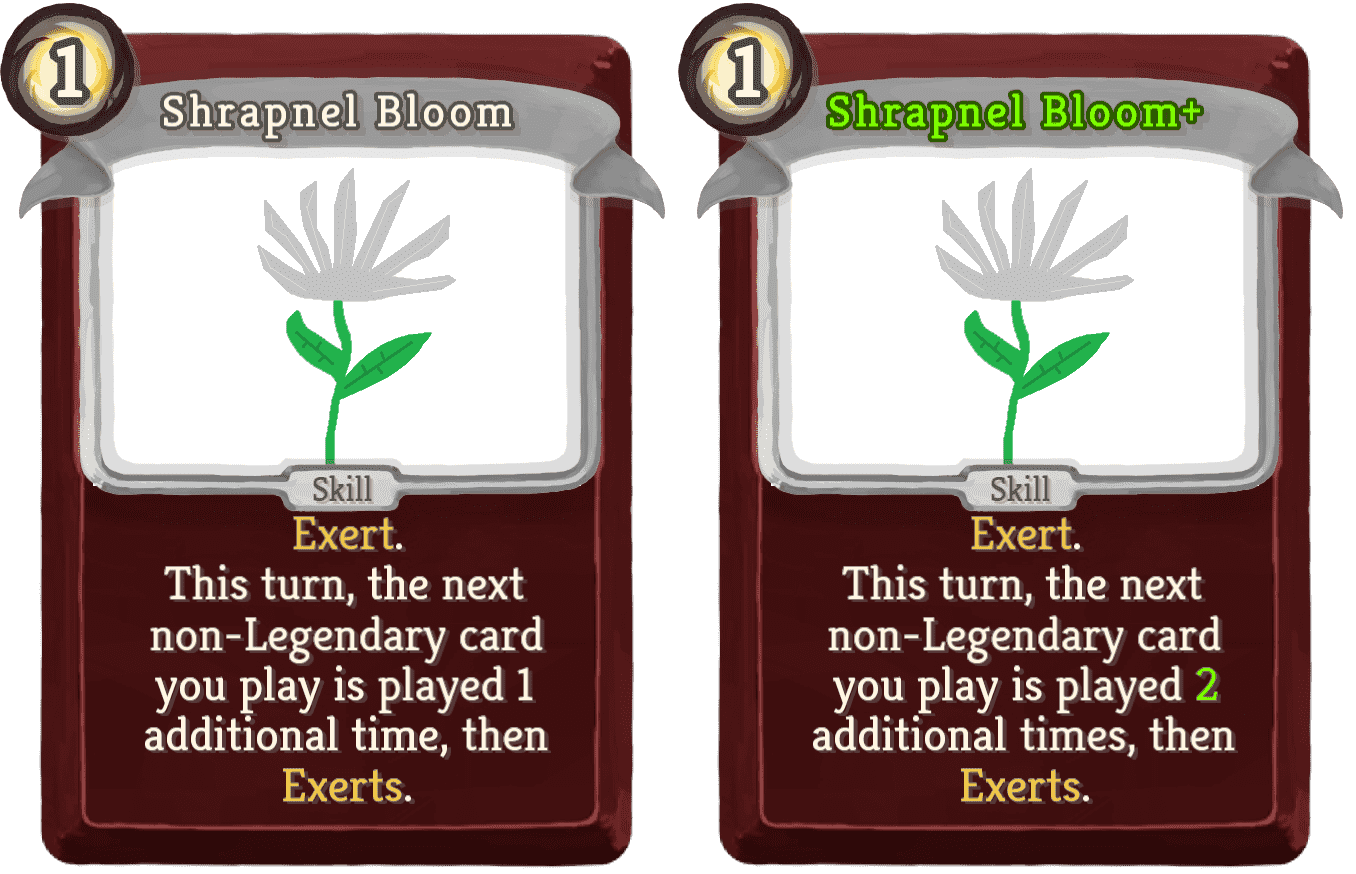 1
Shrapnel Bloom
Skill
Exert.
This turn, the next
non-Legendary card
you play is played 1
additional time, then
Exerts.
1
Shrapnel Bloom+
Skill
Exert.
This turn, the next
non-Legendary card
you play is played 2
additional times, then
Exerts.